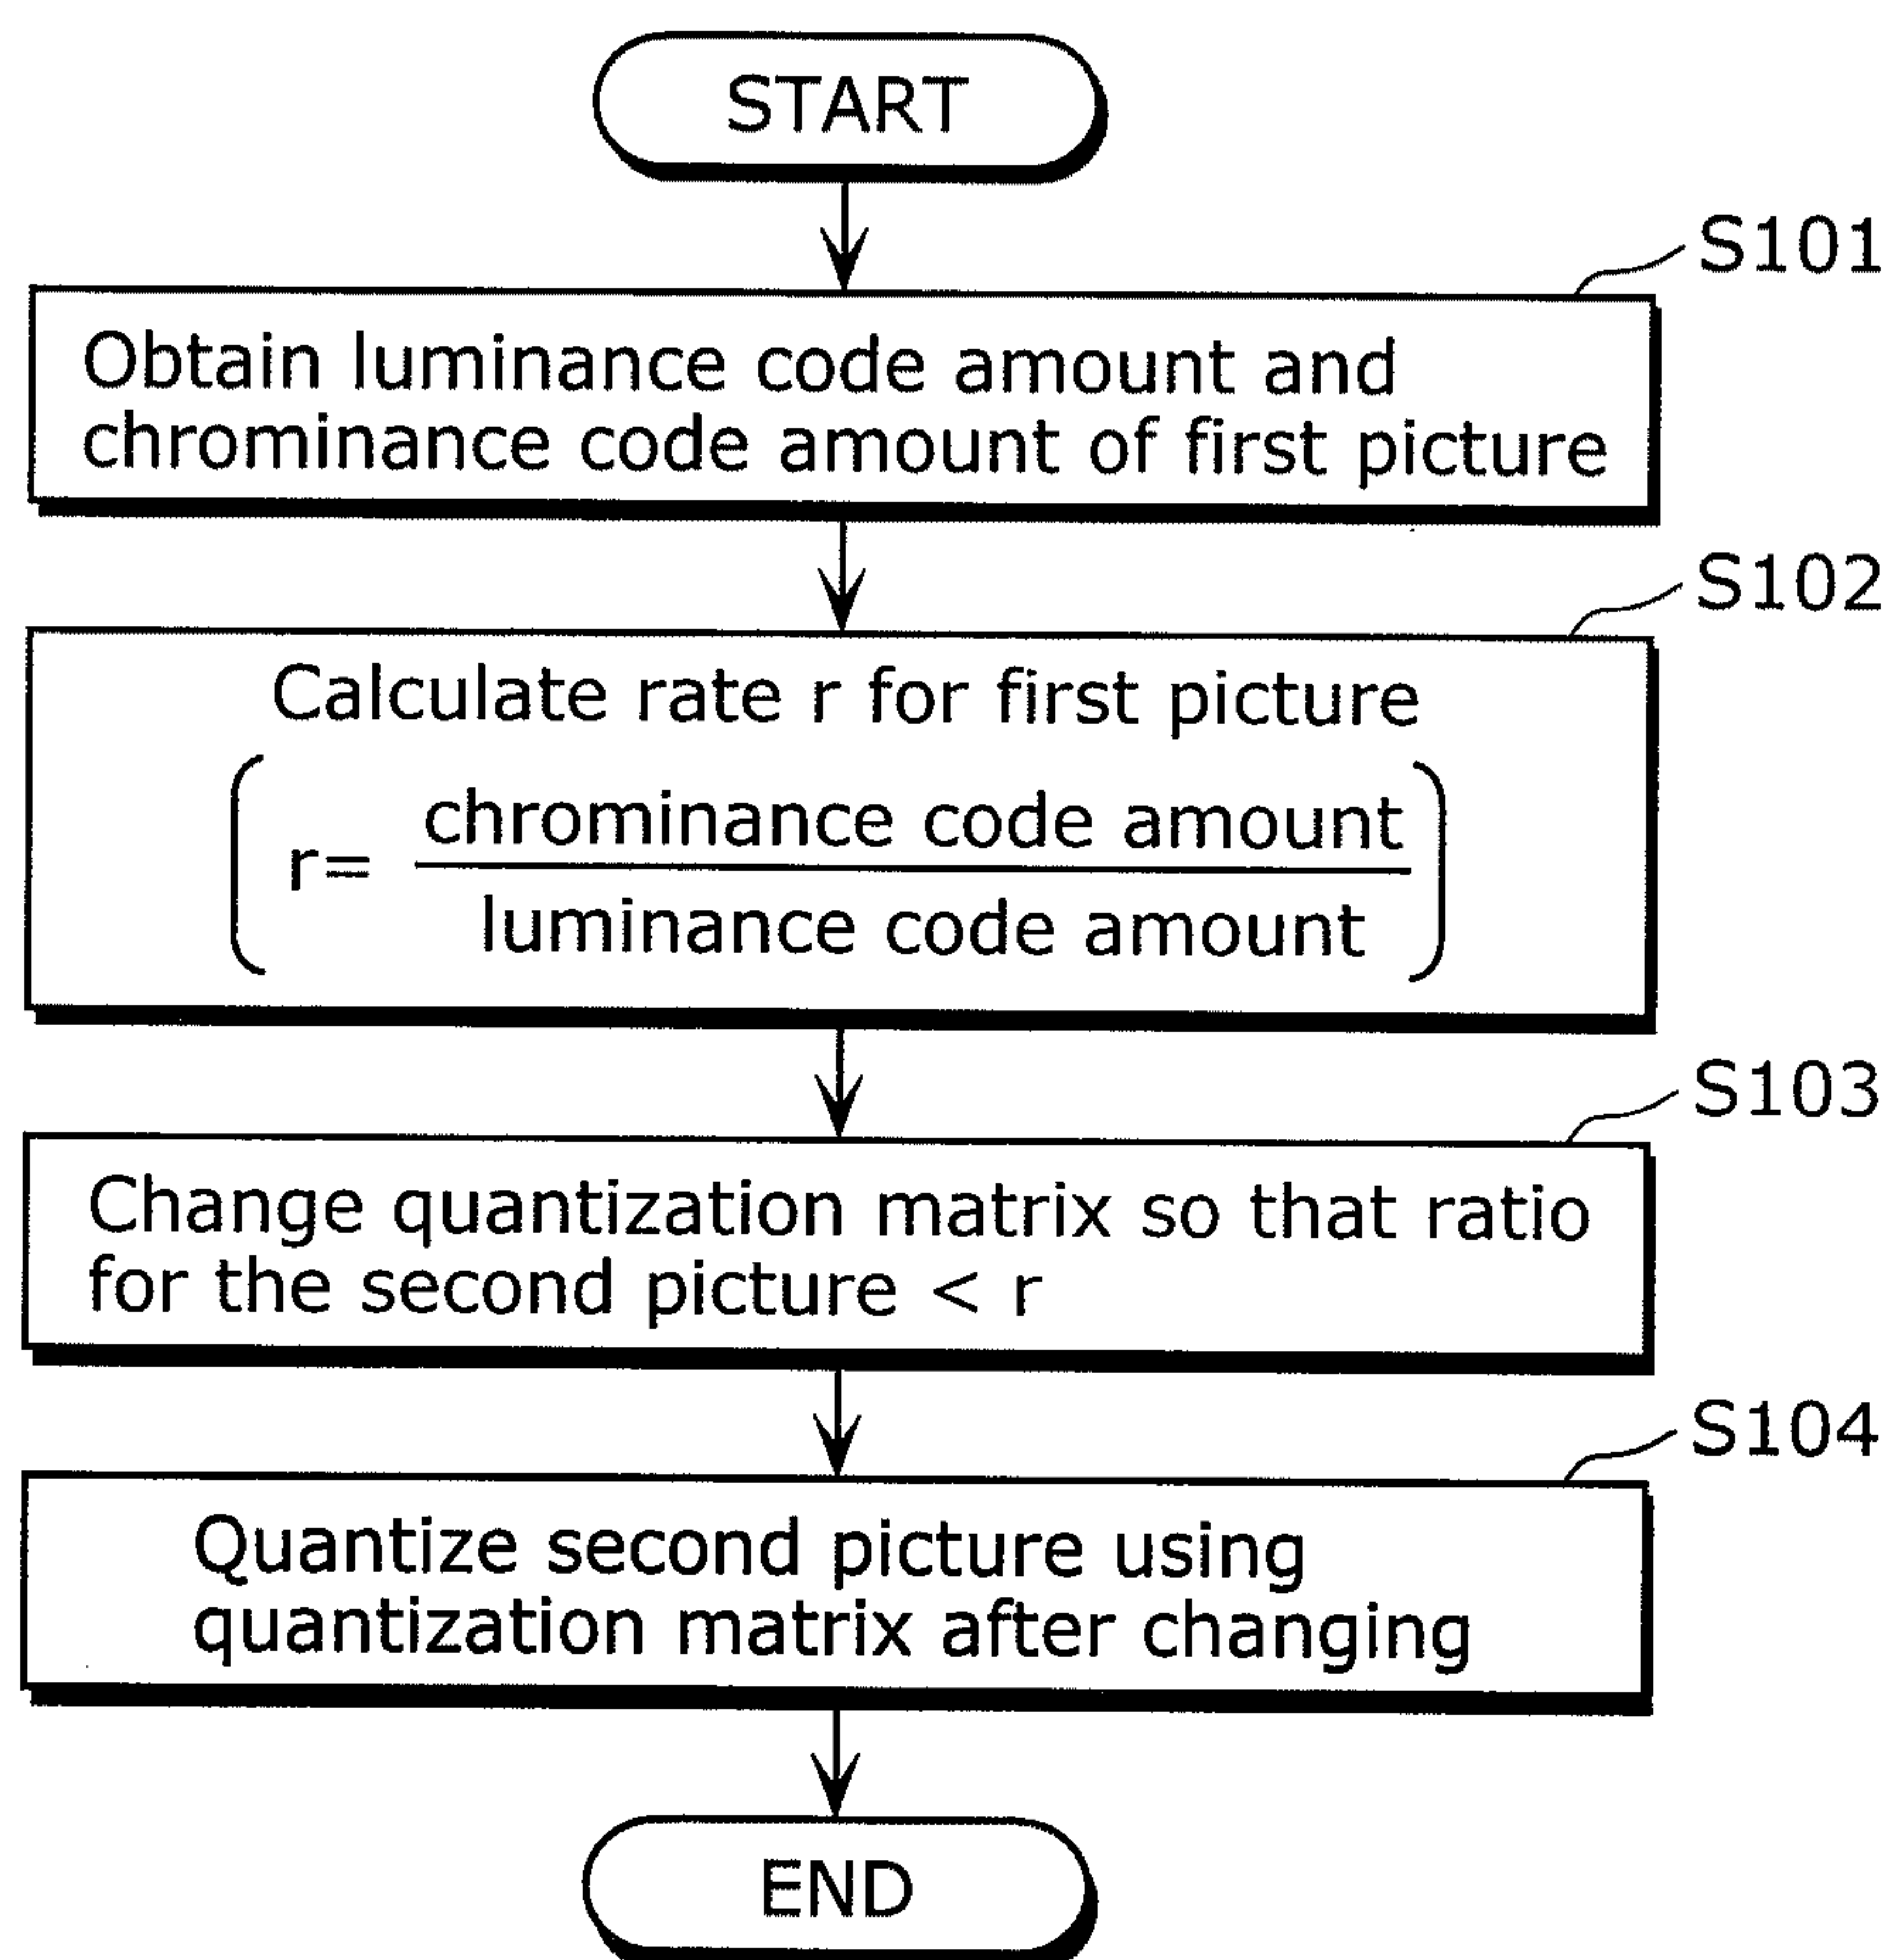 START
S101
Obtain luminance code amount and
chrominance code amount of first picture
S102
Calculate rate r for first picture
r= chrominance code amount
luminance code amount
S103
Change quantization matrix so that ratio
for the second picture < r
S104
Quantize second picture using
quantization matrix after changing
END